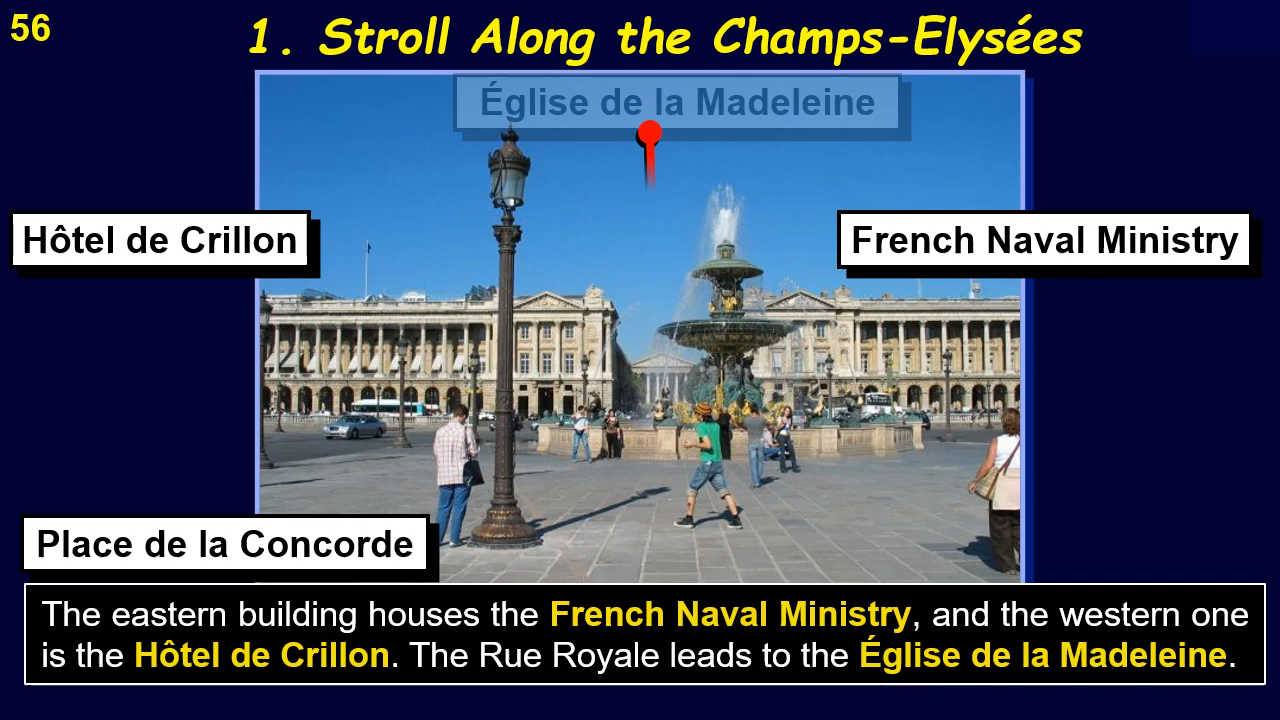 56
1. Stroll Along the Champs-Elysées
Église de la Madeleine
Hôtel de Crillon
French Naval Ministry
Place de la Concorde
The eastern building houses the French Naval Ministry, and the western one
is the Hôtel de Crillon. The Rue Royale leads to the Église de la Madeleine.